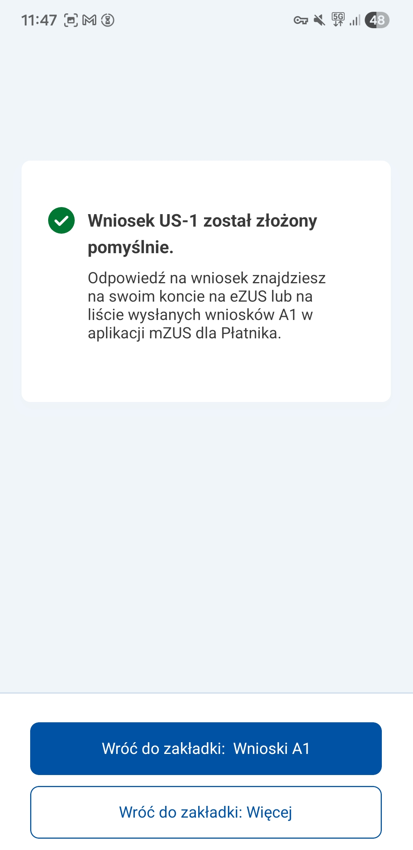 11:47
5G
48
Wniosek US-1 został złożony
pomyślnie.
Odpowiedź na wniosek znajdziesz
na swoim koncie na eZUS lub na
liście wysłanych wniosków A1 w
aplikacji mZUS dla Płatnika.
Wróć do zakładki:  Wnioski A1
Wróć do zakładki: Więcej